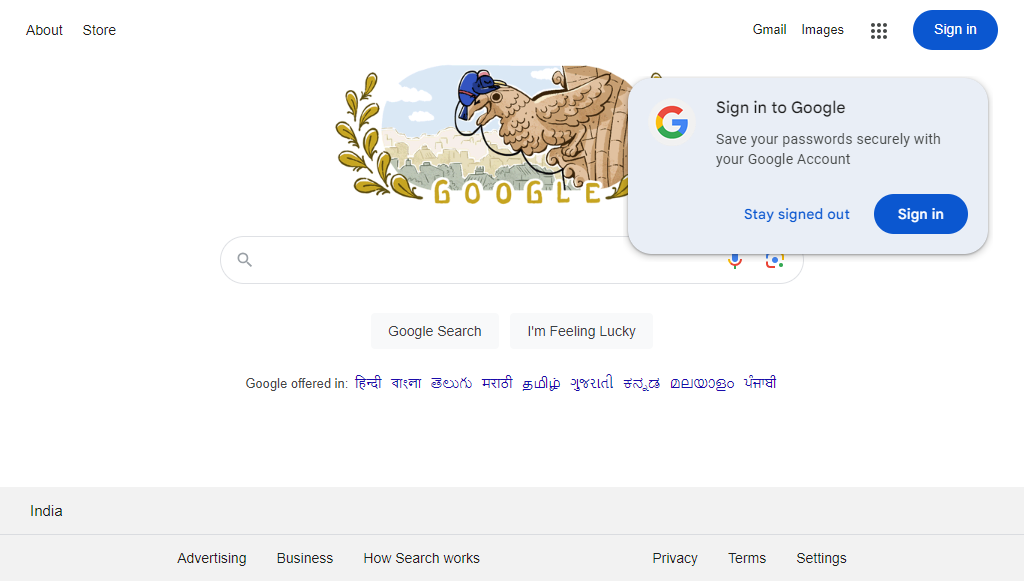 About Store Gmail Images Sign in
Sign in to Google
Save your passwords securely with
your Google Account
Stay signed out Sign in
GOOGLE
Google Search I'm Feeling Lucky
Google offered in: हिन्दी বাংলা తెలుగు मराठी தமிழ் ગુજરાતી ಕನ್ನಡ മലയാളം ਪੰਜਾਬੀ
India
Advertising Business How Search works Privacy Terms Settings